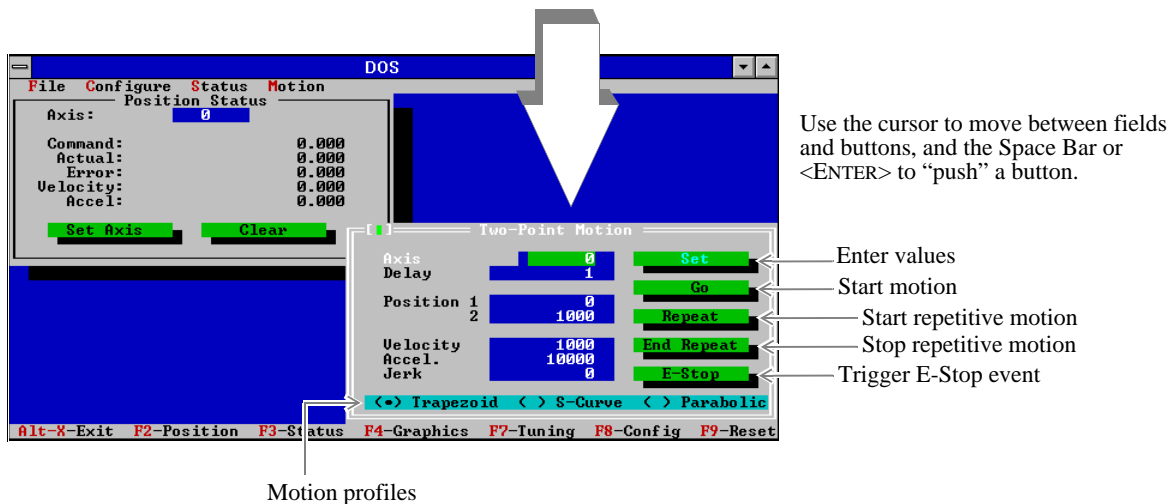 DOS
File Configure Status Motion
Position Status
Axis: 0
Command: 0.000
Actual: 0.000
Error: 0.000
Velocity: 0.000
Accel: 0.000
Set Axis Clear
Use the cursor to move between fields
and buttons, and the Space Bar or
<ENTER> to “push” a button.
Two-Point Motion
Axis 0 Set
Delay 1
Go
Position 1 0
2 1000 Repeat
Velocity 1000 End Repeat
Accel. 10000
Jerk 0 E-Stop
(•) Trapezoid ( ) S-Curve ( ) Parabolic
Enter values
Start motion
Start repetitive motion
Stop repetitive motion
Trigger E-Stop event
Alt-X-Exit F2-Position F3-Status F4-Graphics F7-Tuning F8-Config F9-Reset
Motion profiles